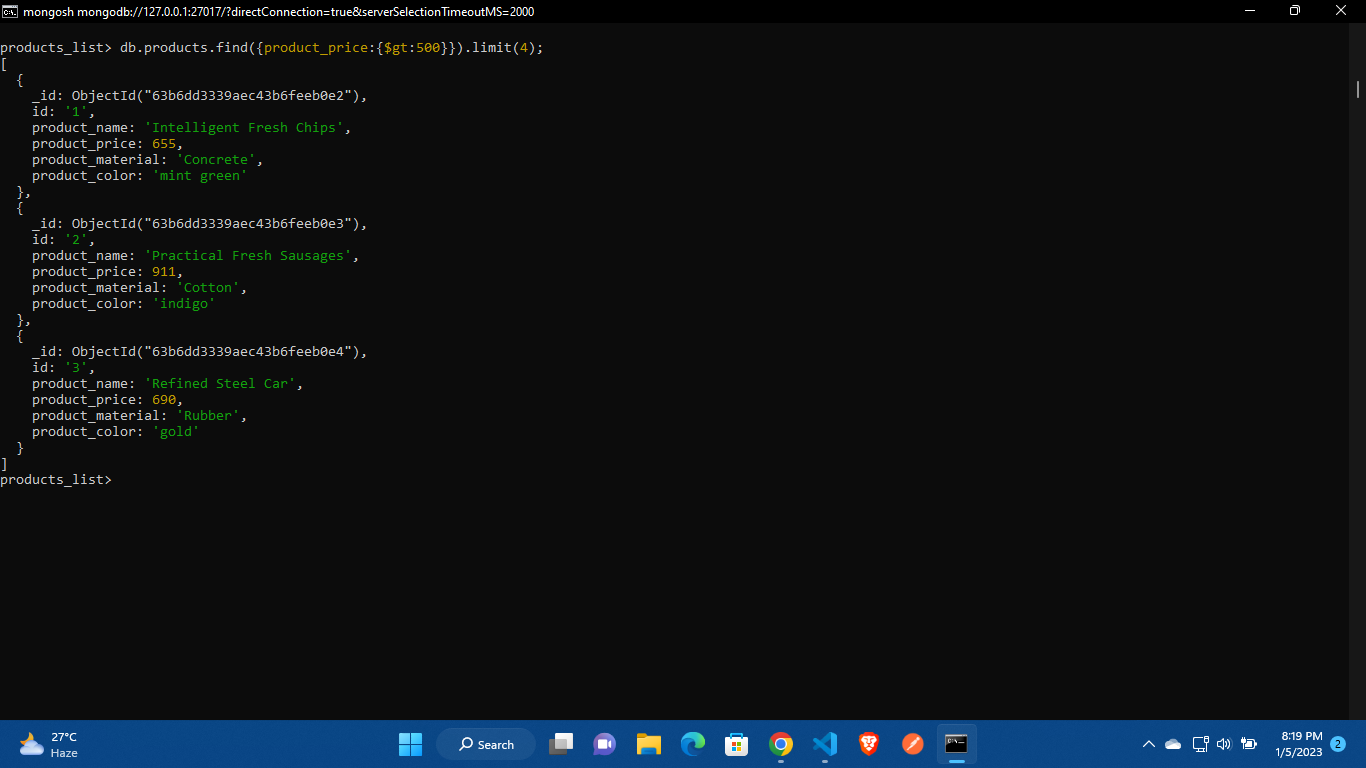 mongosh mongodb://127.0.0.1:27017/?directConnection=true&serverSelectionTimeoutMS=2000
products_list> db.products.find({product_price:{$gt:500}}).limit(4);
[
  {
    _id: ObjectId("63b6dd3339aec43b6feeb0e2"),
    id: '1',
    product_name: 'Intelligent Fresh Chips',
    product_price: 655,
    product_material: 'Concrete',
    product_color: 'mint green'
  },
  {
    _id: ObjectId("63b6dd3339aec43b6feeb0e3"),
    id: '2',
    product_name: 'Practical Fresh Sausages',
    product_price: 911,
    product_material: 'Cotton',
    product_color: 'indigo'
  },
  {
    _id: ObjectId("63b6dd3339aec43b6feeb0e4"),
    id: '3',
    product_name: 'Refined Steel Car',
    product_price: 690,
    product_material: 'Rubber',
    product_color: 'gold'
  }
]
products_list>
27°C
Haze
Search
8:19 PM
1/5/2023
2